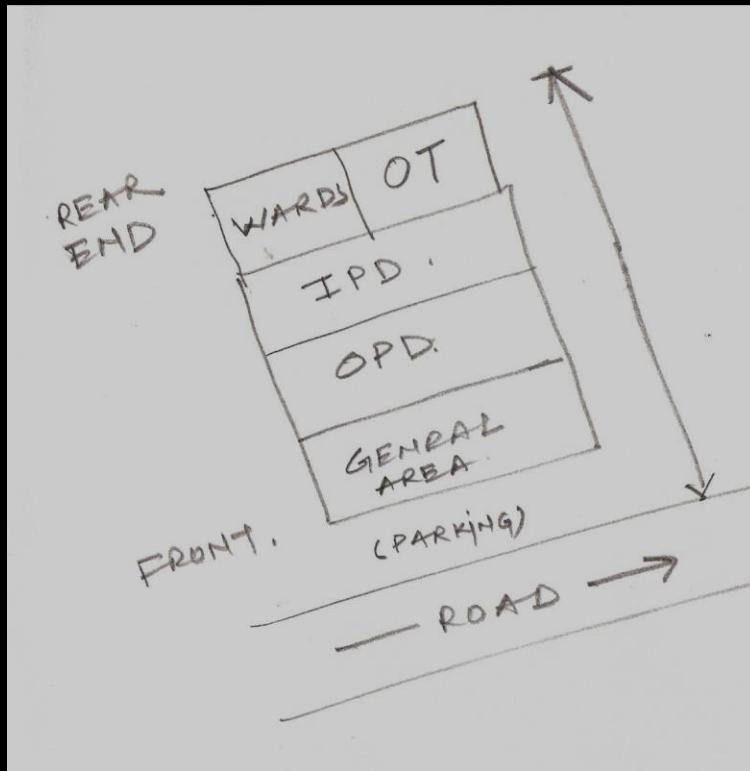 REAR
END
WARDS OT
IPD.
OPD.
GENRAL
AREA
FRONT.
(PARKING)
ROAD